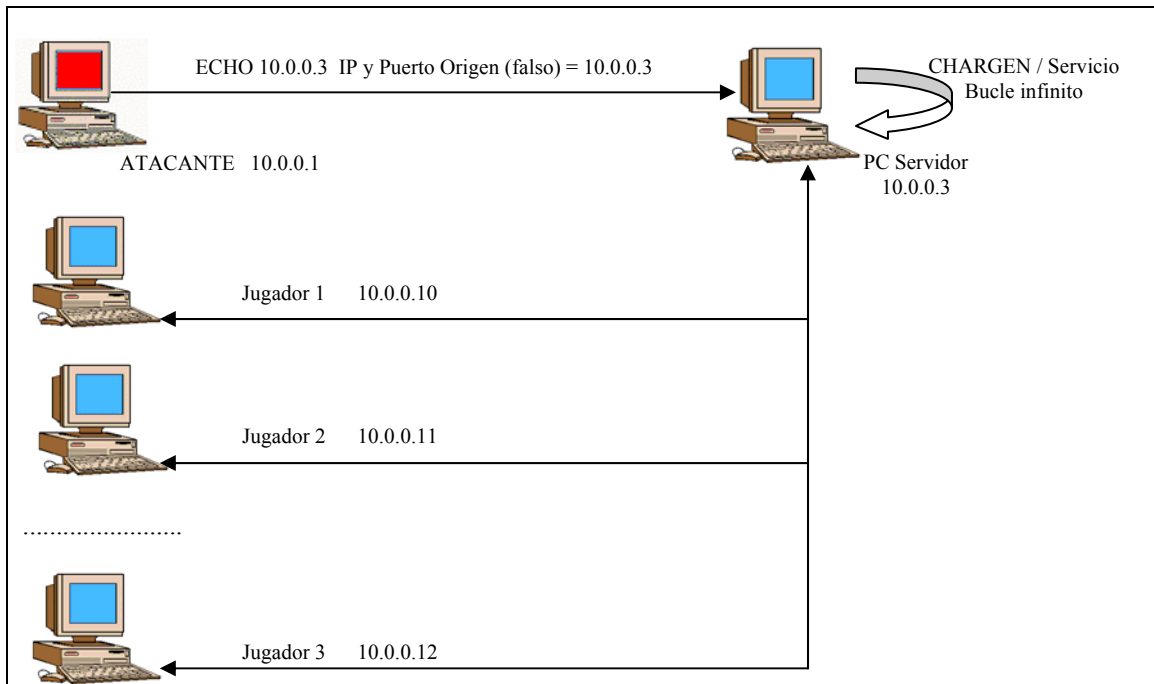 ECHO 10.0.0.3 IP y Puerto Origen (falso) = 10.0.0.3
CHARGEN / Servicio
Bucle infinito
ATACANTE 10.0.0.1
PC Servidor
10.0.0.3
Jugador 1 10.0.0.10
Jugador 2 10.0.0.11
........................
Jugador 3 10.0.0.12